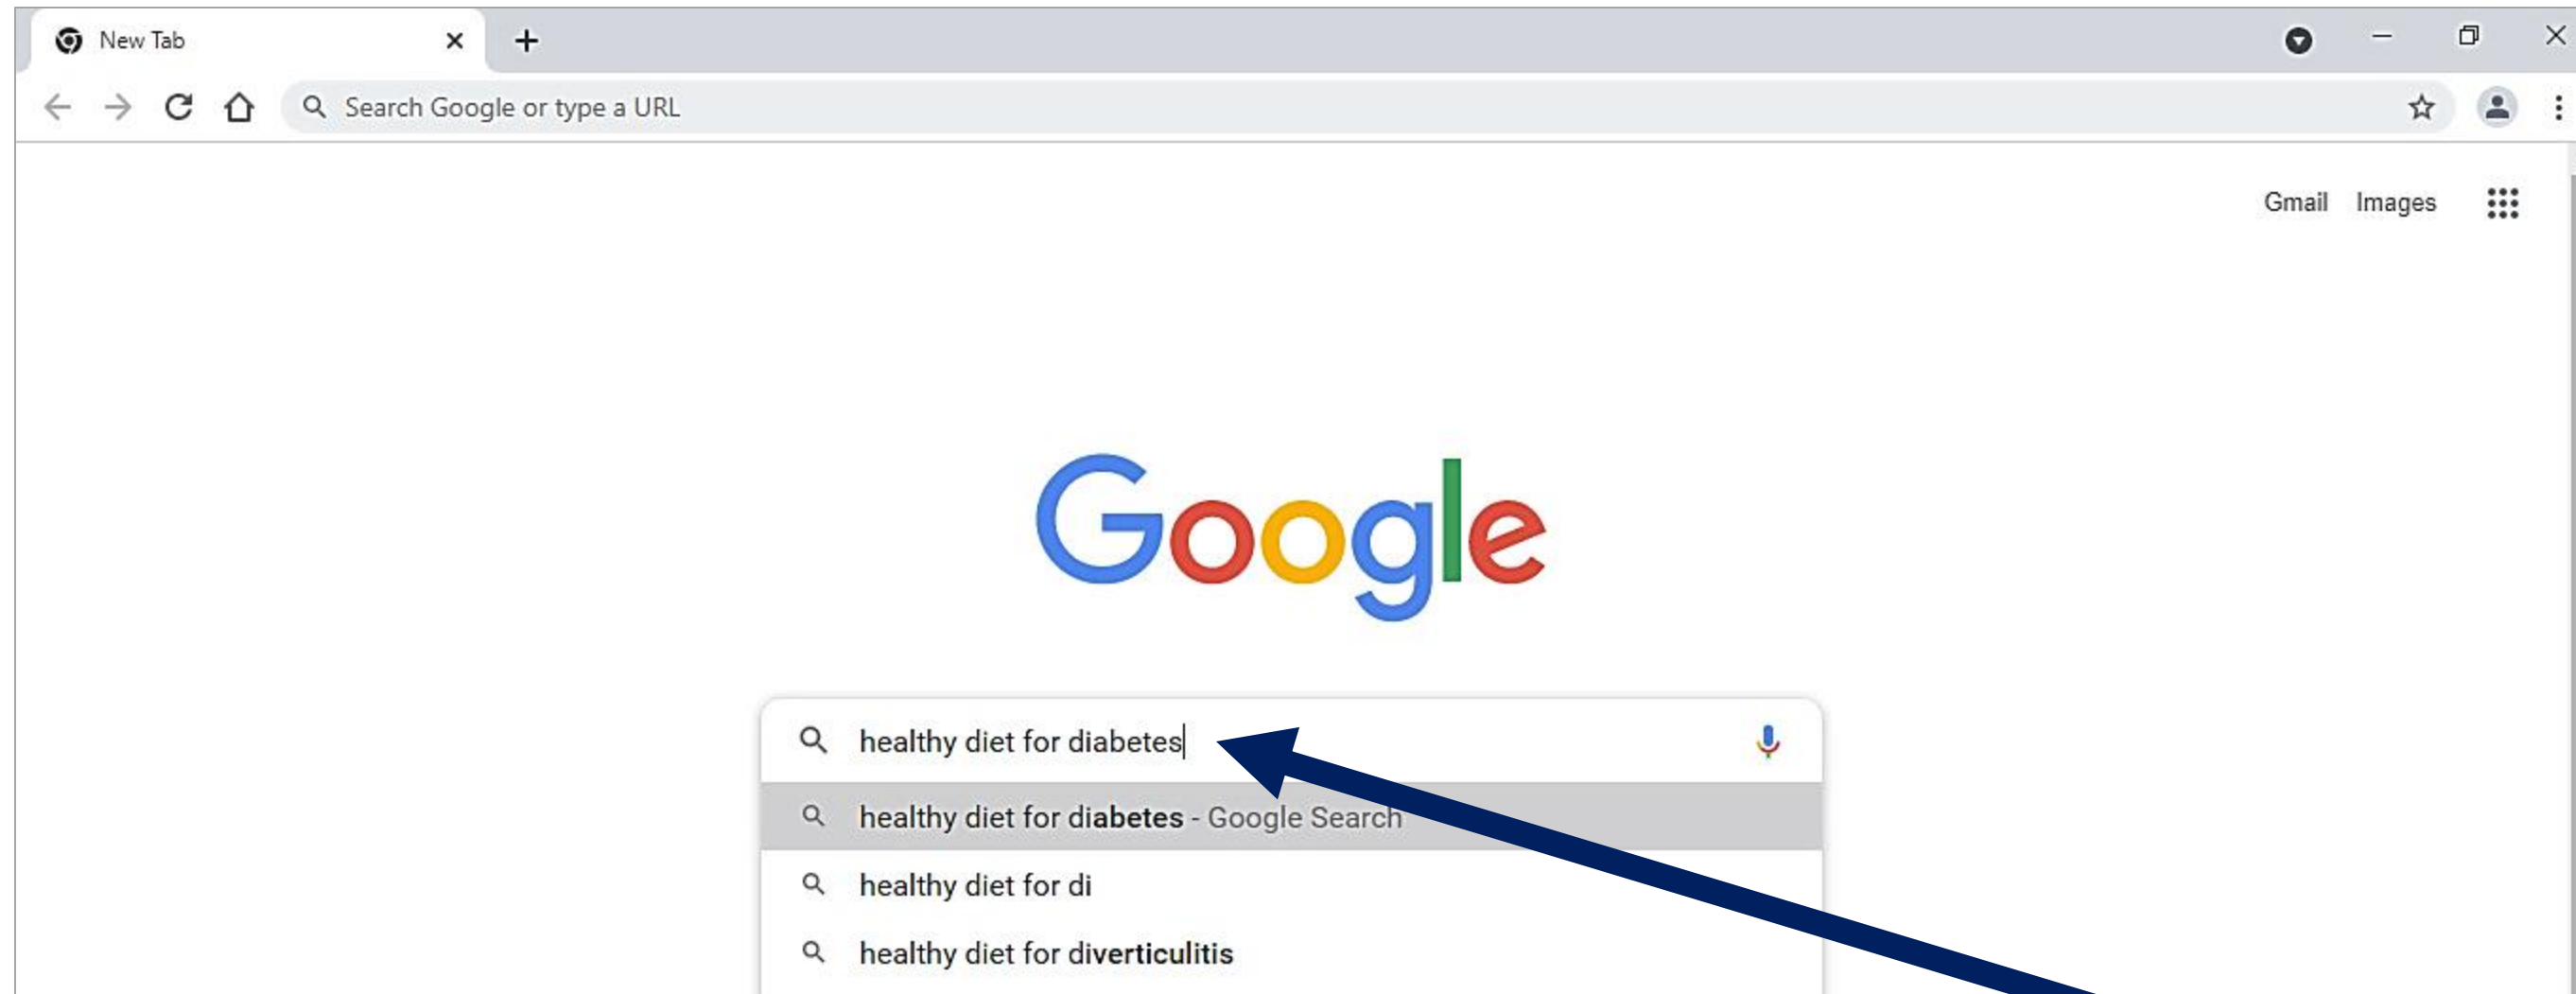 New Tab
Search Google or type a URL
Gmail Images
Google
healthy diet for diabetes
healthy diet for diabetes - Google Search
healthy diet for di
healthy diet for diverticulitis